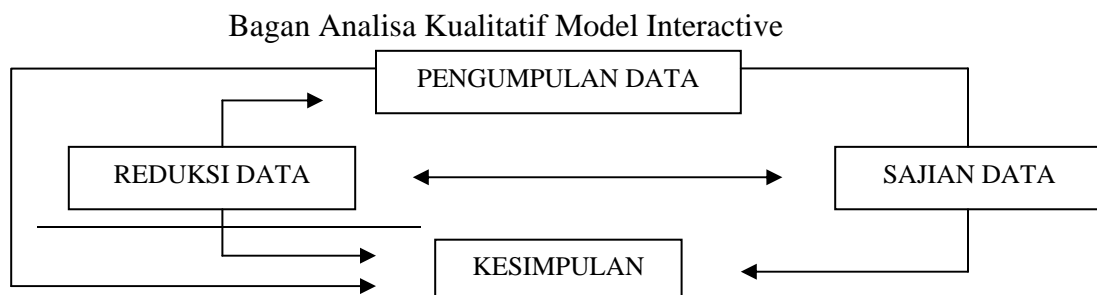 Bagan Analisa Kualitatif Model Interactive
PENGUMPULAN DATA
REDUKSI DATA
SAJIAN DATA
KESIMPULAN